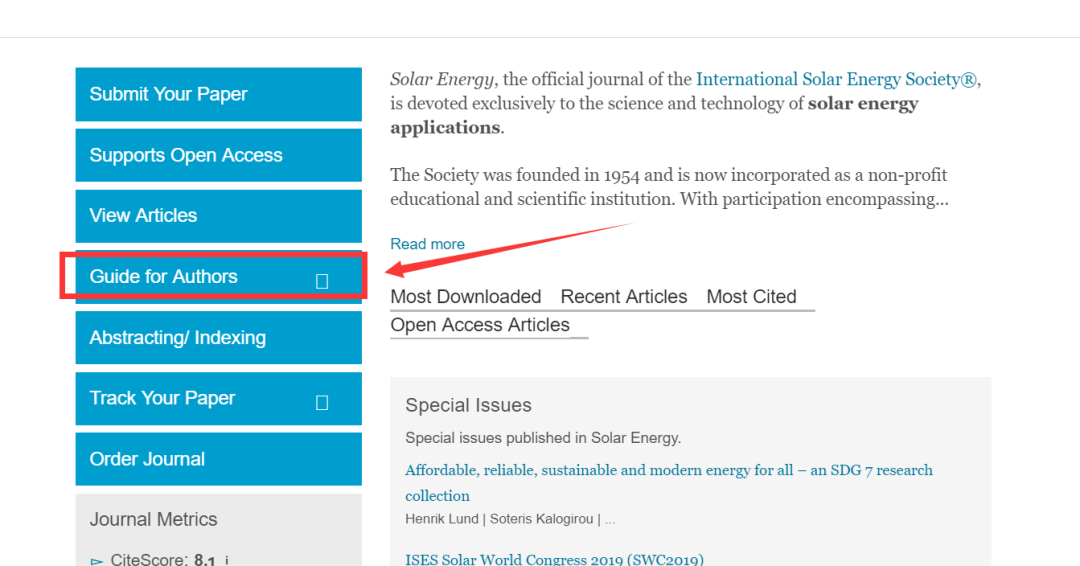 Submit Your Paper
Supports Open Access
View Articles
Guide for Authors
Abstracting/ Indexing
Track Your Paper
Order Journal
Journal Metrics
CiteScore: 8.1 i
Solar Energy, the official journal of the International Solar Energy Society®,
is devoted exclusively to the science and technology of solar energy
applications.
The Society was founded in 1954 and is now incorporated as a non-profit
educational and scientific institution. With participation encompassing...
Read more
Most Downloaded Recent Articles Most Cited
Open Access Articles
Special Issues
Special issues published in Solar Energy.
Affordable, reliable, sustainable and modern energy for all – an SDG 7 research
collection
Henrik Lund | Soteris Kalogirou | ...
ISES Solar World Congress 2019 (SWC2019)